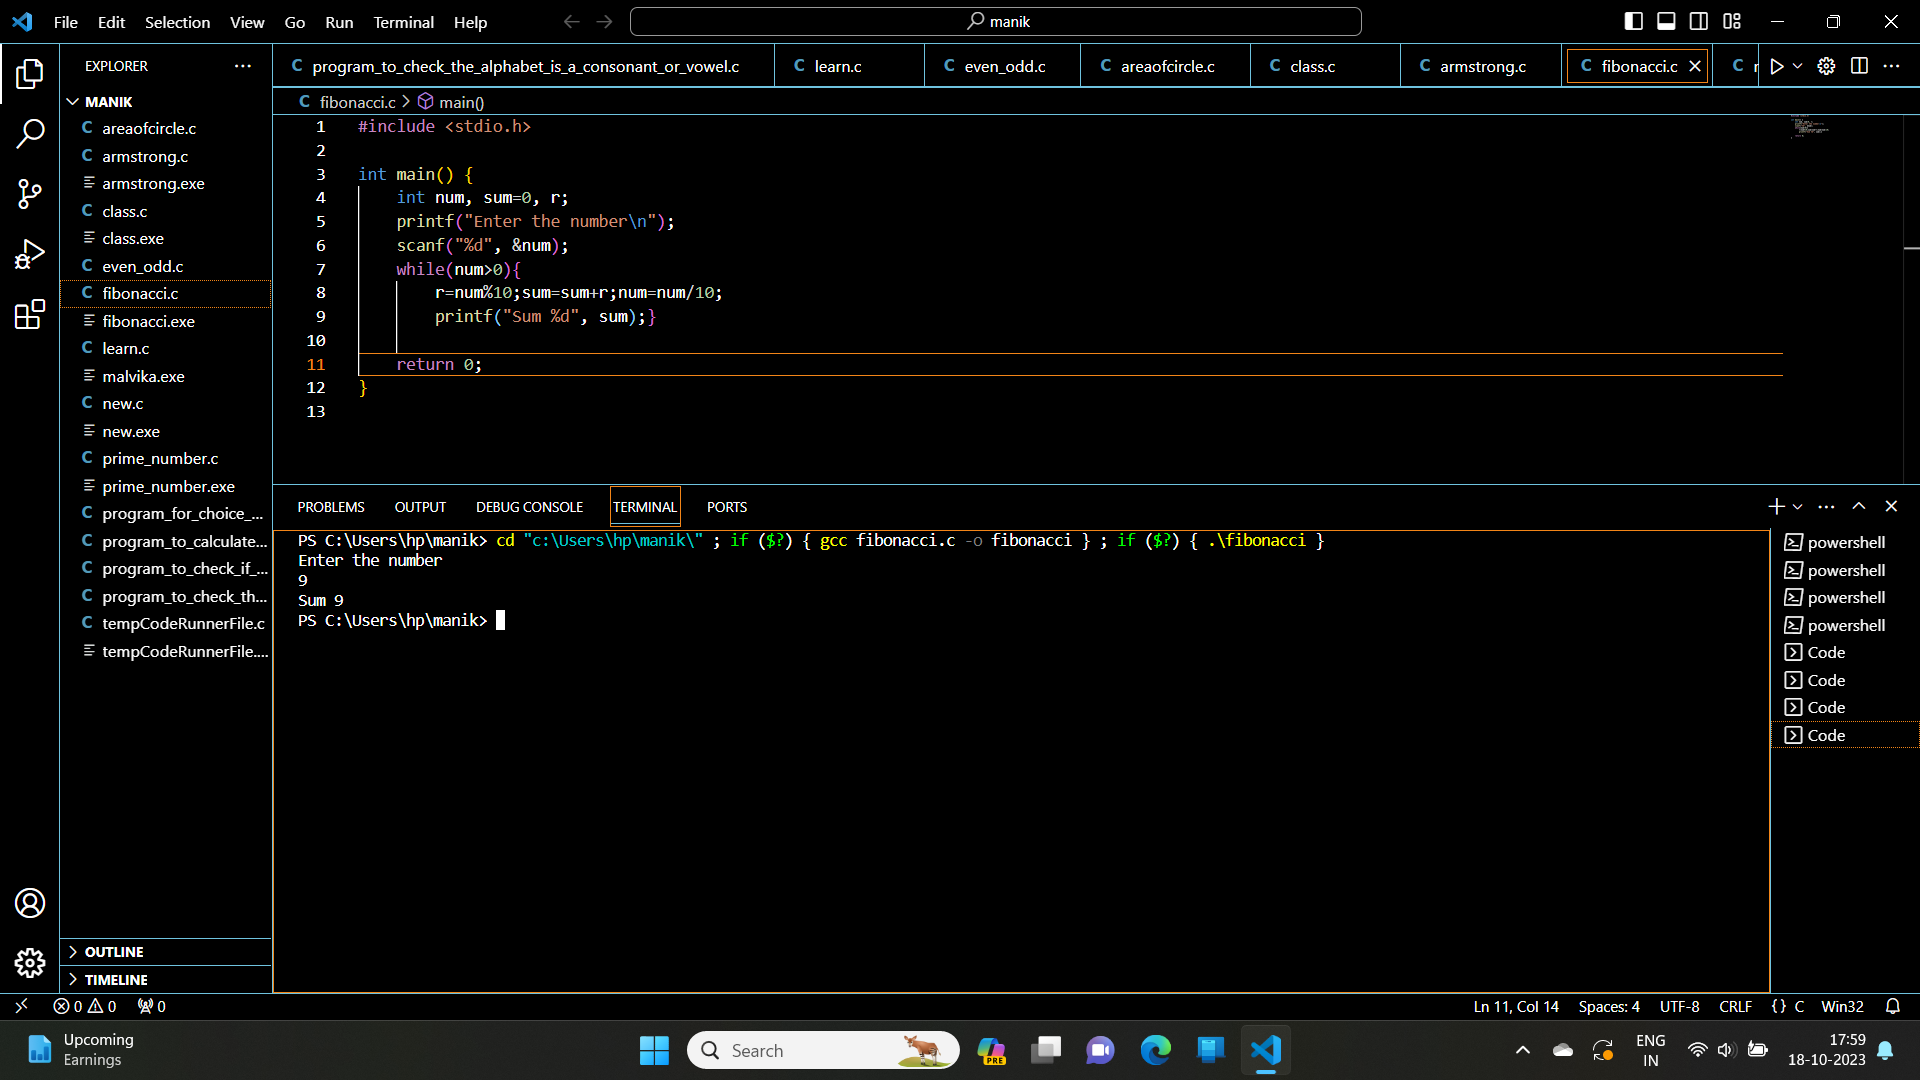 File Edit Selection View Go Run Terminal Help
manik
EXPLORER
MANIK
areaofcircle.c
armstrong.c
armstrong.exe
class.c
class.exe
even_odd.c
fibonacci.c
fibonacci.exe
learn.c
malvika.exe
new.c
new.exe
prime_number.c
prime_number.exe
program_for_choice_...
program_to_calculate...
program_to_check_if_...
program_to_check_th...
tempCodeRunnerFile.c
tempCodeRunnerFile....
OUTLINE
TIMELINE
C program_to_check_the_alphabet_is_a_consonant_or_vowel.c C learn.c C even_odd.c C areaofcircle.c C class.c C armstrong.c C fibonacci.c C
C fibonacci.c > main()
1 #include <stdio.h>
2
3 int main() {
4 int num, sum=0, r;
5 printf("Enter the number\n");
6 scanf("%d", &num);
7 while(num>0){
8 r=num%10;sum=sum+r;num=num/10;
9 printf("Sum %d", sum);}
10
11 return 0;
12 }
13
PROBLEMS OUTPUT DEBUG CONSOLE TERMINAL PORTS
PS C:\Users\hp\manik> cd "c:\Users\hp\manik\" ; if ($?) { gcc fibonacci.c -o fibonacci } ; if ($?) { .\fibonacci }
Enter the number
9
Sum 9
PS C:\Users\hp\manik>
powershell
powershell
powershell
powershell
Code
Code
Code
Code
0 0 0
Ln 11, Col 14 Spaces: 4 UTF-8 CRLF {} C Win32
Upcoming
Earnings
Search
PRE
ENG
IN
17:59
18-10-2023